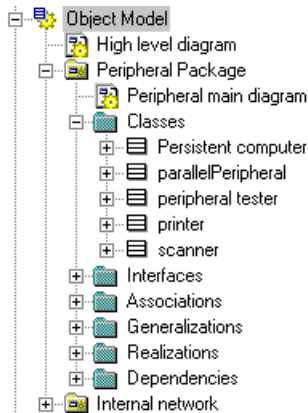 Object Model
High level diagram
Peripheral Package
Peripheral main diagram
Classes
Persistent computer
parallelPeripheral
peripheral tester
printer
scanner
Interfaces
Associations
Generalizations
Realizations
Dependencies
Internal network